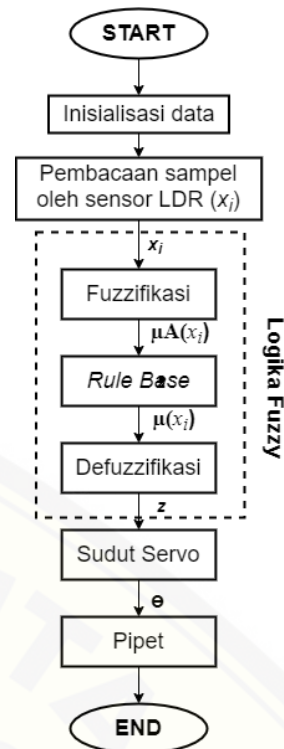 START
Inisialisasi data
Pembacaan sampel
oleh sensor LDR (xᵢ)
xᵢ
Fuzzifikasi
μA(xᵢ)
Rule Base
μ(xᵢ)
Defuzzifikasi
z
Logika Fuzzy
Sudut Servo
ɵ
Pipet
END